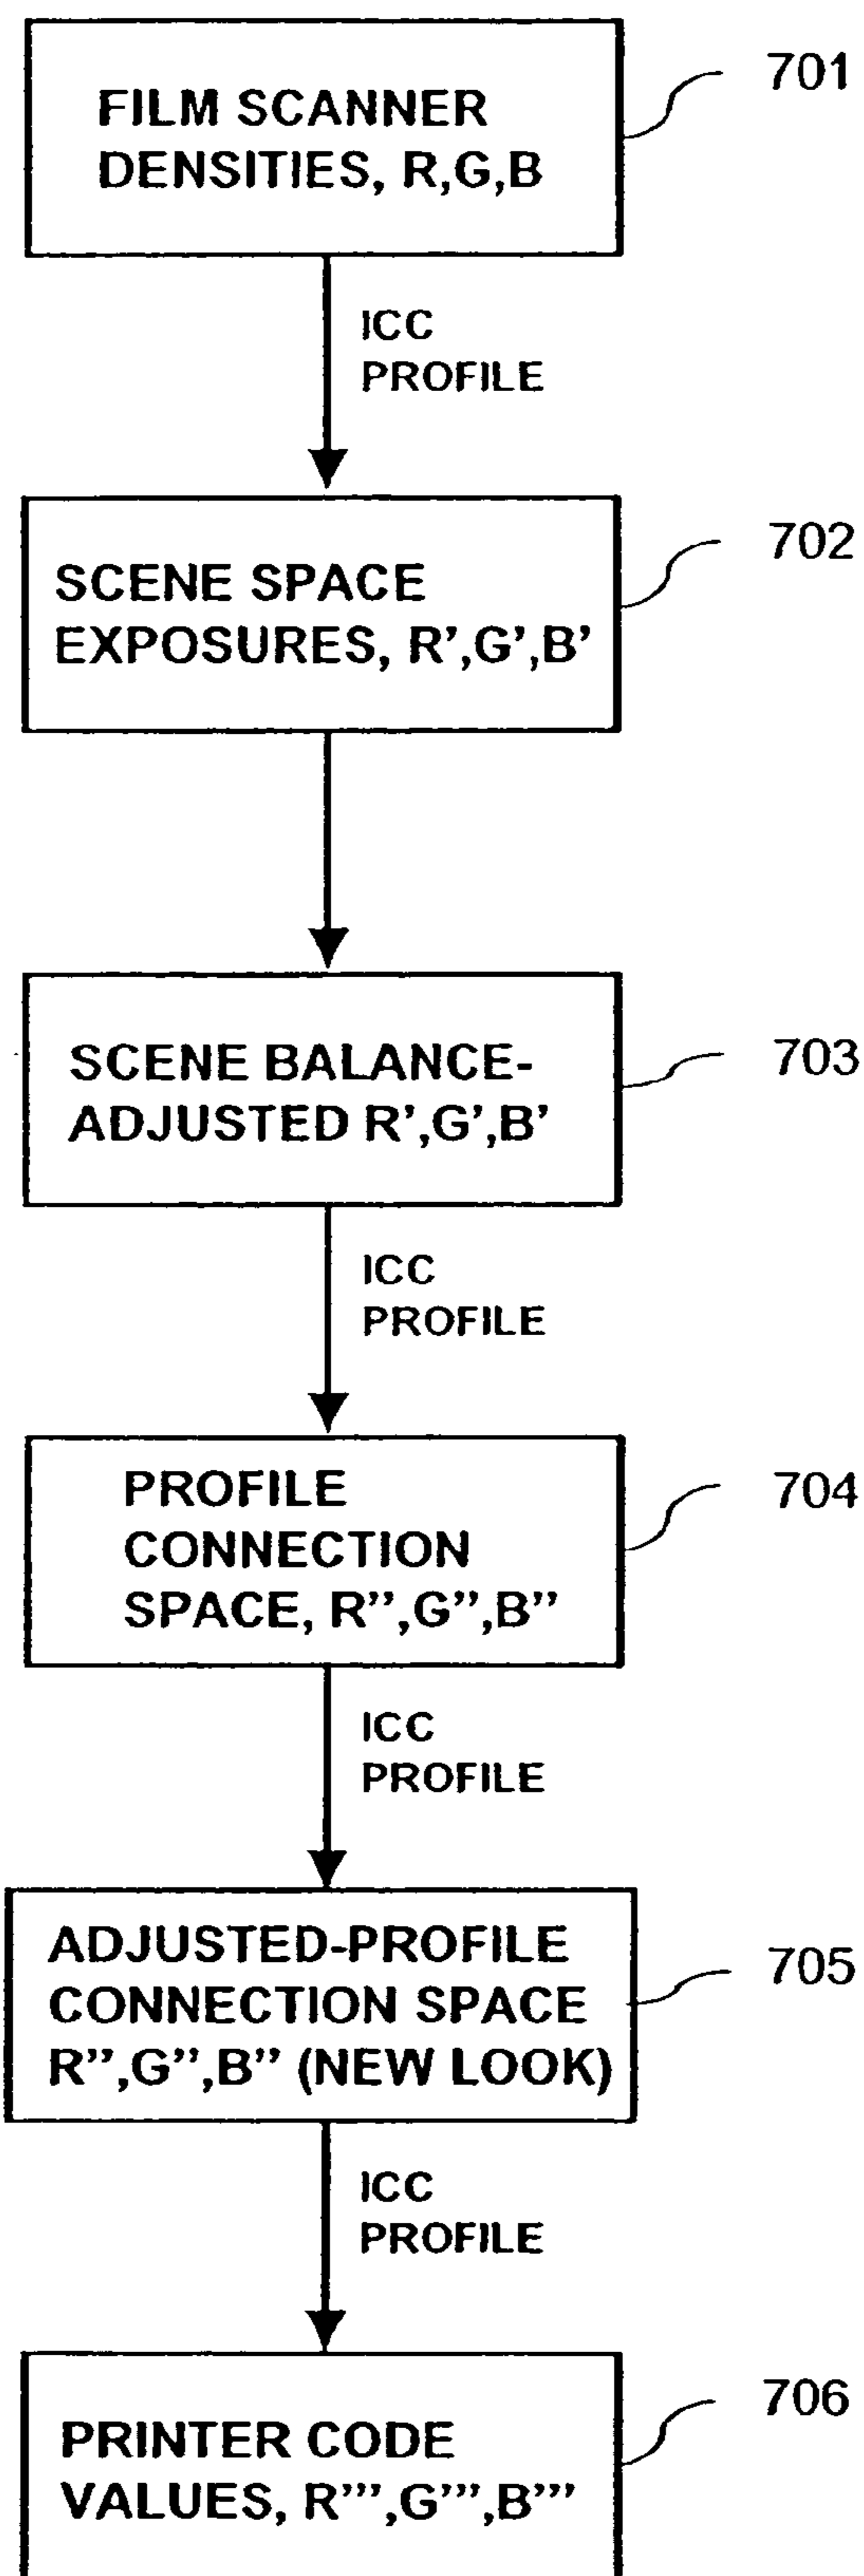 FILM SCANNER
DENSITIES, R,G,B
701
ICC
PROFILE
SCENE SPACE
EXPOSURES, R',G',B'
702
SCENE BALANCE-
ADJUSTED R',G',B'
703
ICC
PROFILE
PROFILE
CONNECTION
SPACE, R”,G”,B”
704
ICC
PROFILE
ADJUSTED-PROFILE
CONNECTION SPACE
R”,G”,B” (NEW LOOK)
705
ICC
PROFILE
PRINTER CODE
VALUES, R”’,G”’,B”’
706